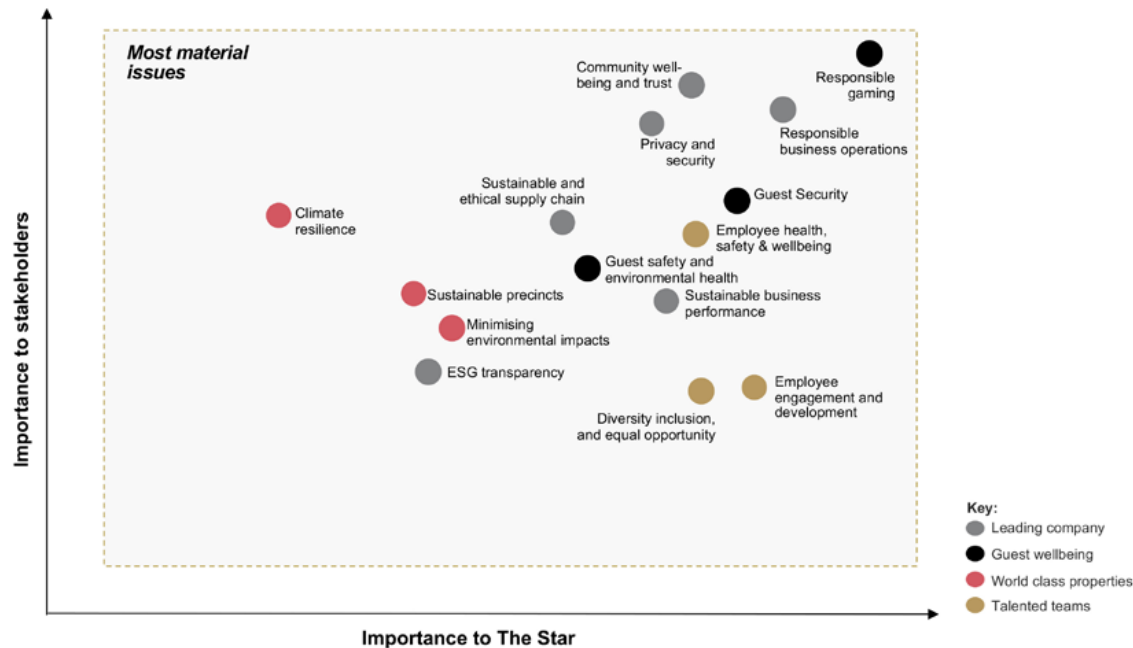 Most material
issues
Community well-
being and trust
Responsible
gaming
Privacy and
security
Responsible
business operations
Sustainable and
ethical supply chain
Guest Security
Climate
resilience
Employee health,
safety & wellbeing
Guest safety and
environmental health
Sustainable precincts
Sustainable business
performance
Minimising
environmental impacts
ESG transparency
Employee
engagement and
development
Diversity inclusion,
and equal opportunity
Importance to stakeholders
Importance to The Star
Key:
Leading company
Guest wellbeing
World class properties
Talented teams